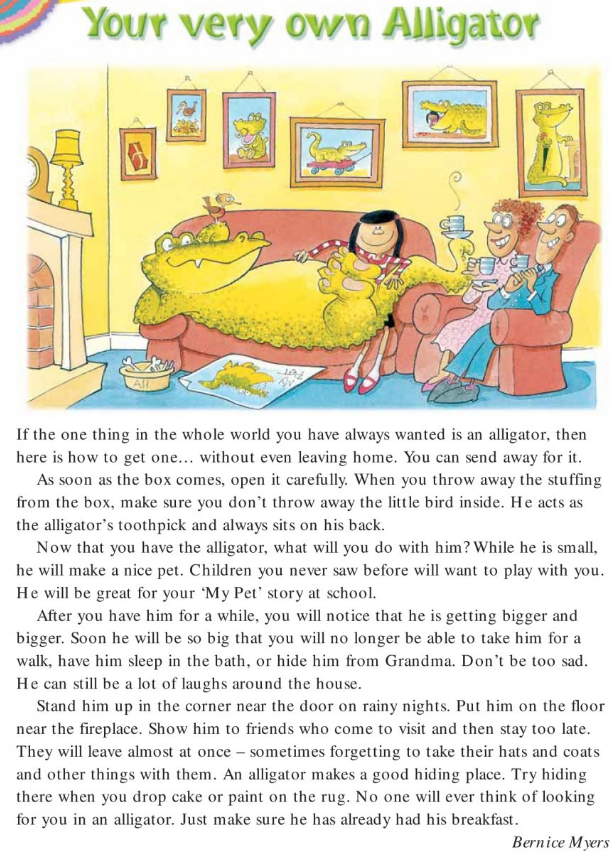 Your very own Alligator
All
If the one thing in the whole world you have always wanted is an alligator, then
here is how to get one... without even leaving home. You can send away for it.
As soon as the box comes, open it carefully. When you throw away the stuffing
from the box, make sure you don't throw away the little bird inside. He acts as
the alligator's toothpick and always sits on his back.
Now that you have the alligator, what will you do with him? While he is small,
he will make a nice pet. Children you never saw before will want to play with you.
He will be great for your 'My Pet' story at school.
After you have him for a while, you will notice that he is getting bigger and
bigger. Soon he will be so big that you will no longer be able to take him for a
walk, have him sleep in the bath, or hide him from Grandma. Don't be too sad.
He can still be a lot of laughs around the house.
Stand him up in the corner near the door on rainy nights. Put him on the floor
near the fireplace. Show him to friends who come to visit and then stay too late.
They will leave almost at once – sometimes forgetting to take their hats and coats
and other things with them. An alligator makes a good hiding place. Try hiding
there when you drop cake or paint on the rug. No one will ever think of looking
for you in an alligator. Just make sure he has already had his breakfast.
Bernice Myers